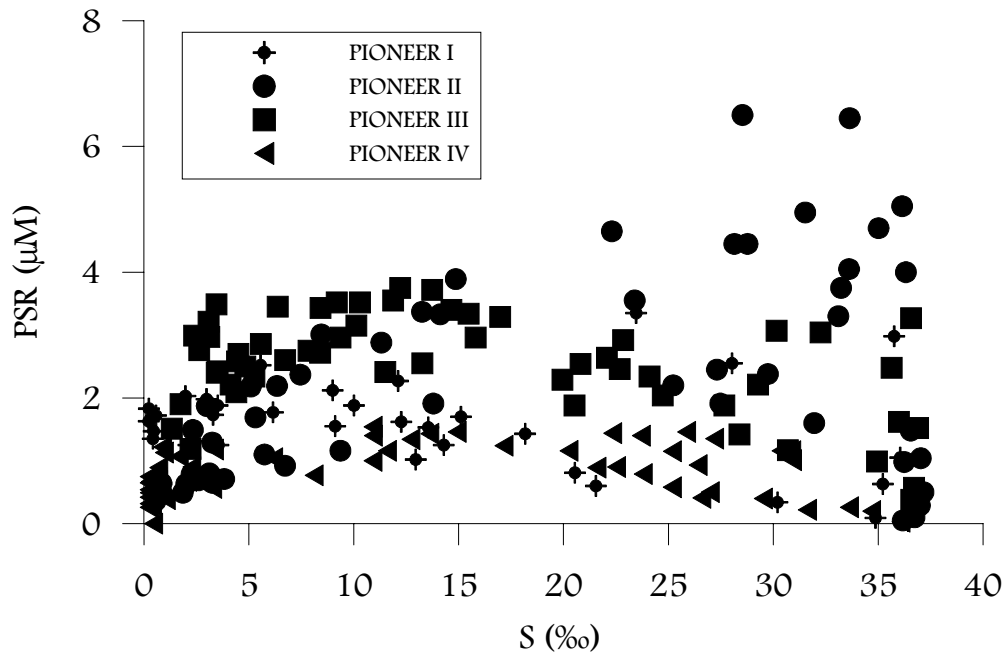 8
PIONEER I
PIONEER II
PIONEER III
PIONEER IV
6
PSR (µM)
4
2
0
0 5 10 15 20 25 30 35 40
S (‰)